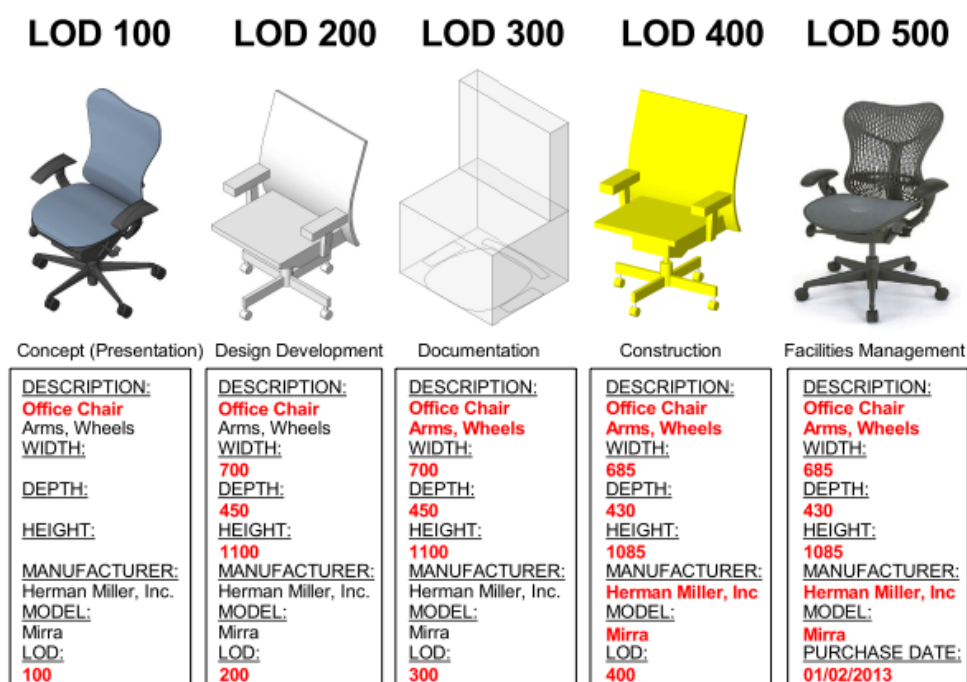 LOD 100
LOD 200
LOD 300
LOD 400
LOD 500
Concept (Presentation)
Design Development
Documentation
Construction
Facilities Management
DESCRIPTION:
Office Chair
Arms, Wheels
WIDTH:
DEPTH:
HEIGHT:
MANUFACTURER:
Herman Miller, Inc.
MODEL:
Mirra
LOD:
100
DESCRIPTION:
Office Chair
Arms, Wheels
WIDTH:
700
DEPTH:
450
HEIGHT:
1100
MANUFACTURER:
Herman Miller, Inc.
MODEL:
Mirra
LOD:
200
DESCRIPTION:
Office Chair
Arms, Wheels
WIDTH:
700
DEPTH:
450
HEIGHT:
1100
MANUFACTURER:
Herman Miller, Inc.
MODEL:
Mirra
LOD:
300
DESCRIPTION:
Office Chair
Arms, Wheels
WIDTH:
685
DEPTH:
430
HEIGHT:
1085
MANUFACTURER:
Herman Miller, Inc
MODEL:
Mirra
LOD:
400
DESCRIPTION:
Office Chair
Arms, Wheels
WIDTH:
685
DEPTH:
430
HEIGHT:
1085
MANUFACTURER:
Herman Miller, Inc
MODEL:
Mirra
PURCHASE DATE:
01/02/2013